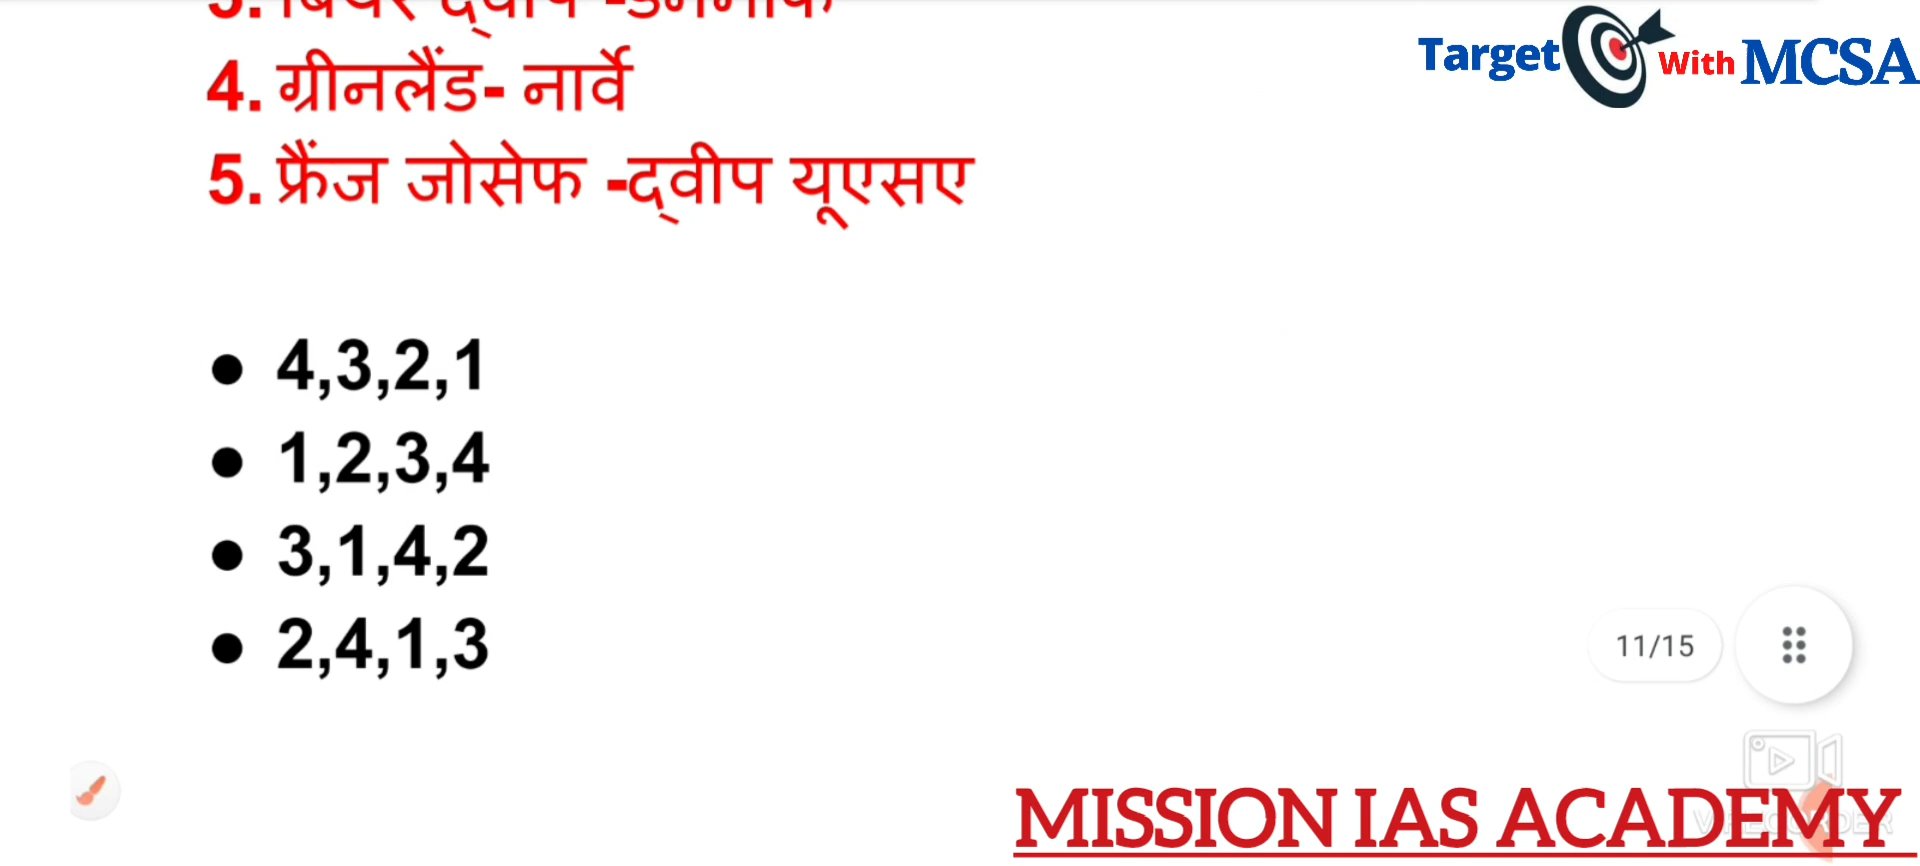 4. ग्रीनलैंड- नार्वे
5. फ्रैंज जोसेफ -द्वीप यूएसए
Target With MCSA
● 4,3,2,1
● 1,2,3,4
● 3,1,4,2
● 2,4,1,3
11/15
MISSION IAS ACADEMY